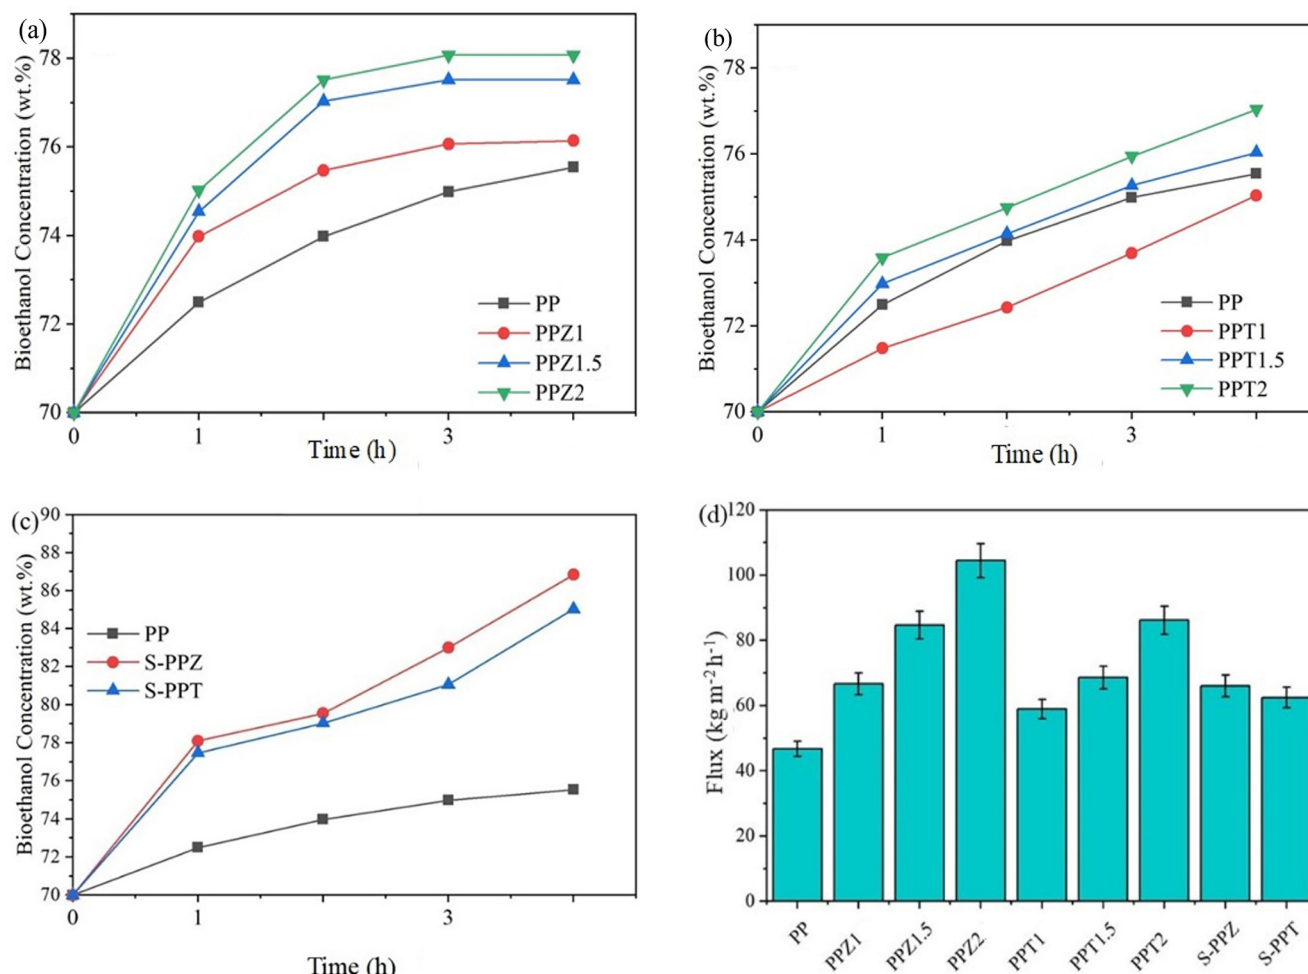 (a)
Bioethanol Concentration (wt.%)
78
76
74
72
70
0
1
3
Time (h)
PP
PPZ1
PPZ1.5
PPZ2
(b)
Bioethanol Concentration (wt.%)
78
76
74
72
70
0
1
3
Time (h)
PP
PPT1
PPT1.5
PPT2
(c)
Bioethanol Concentration (wt.%)
90
88
86
84
82
80
78
75
74
72
70
0
1
3
Time (h)
PP
S-PPZ
S-PPT
(d)
Flux (kg m-2 h-1)
120
100
80
60
40
20
0
PP
PPZ1
PPZ1.5
PPZ2
PPT1
PPT1.5
PPT2
S-PPZ
S-PPT